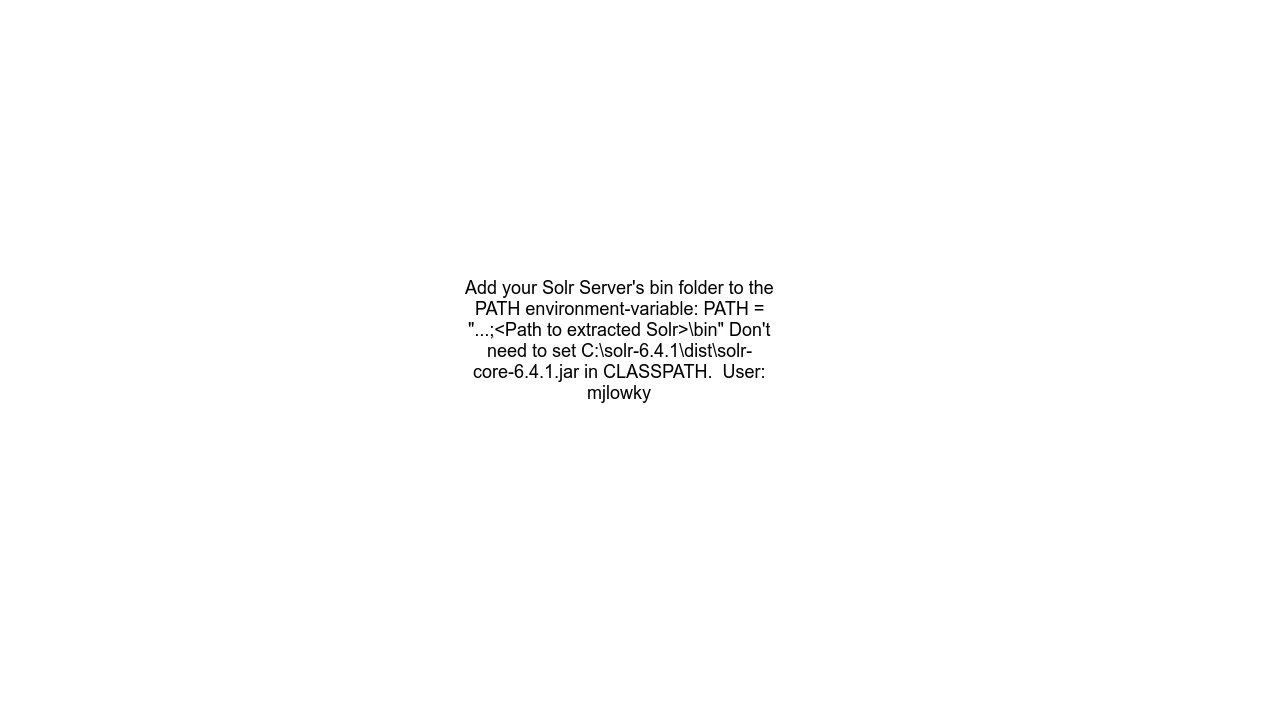 Add your Solr Server's bin folder to the
PATH environment-variable: PATH =
"...;<Path to extracted Solr>\bin" Don't
need to set C:\solr-6.4.1\dist\solr-
core-6.4.1.jar in CLASSPATH.  User:
mjlowky